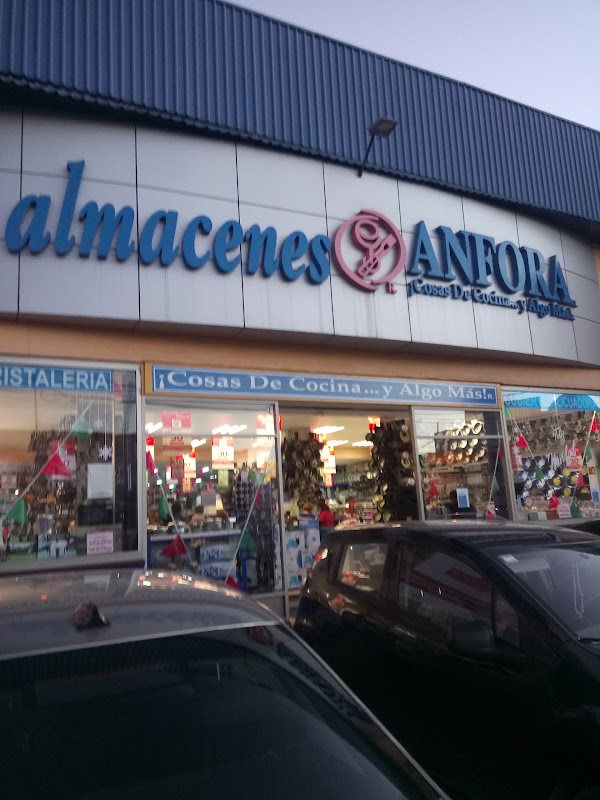 almacenes ANFORA
¡Cosas De Cocina... y Algo Más!
R
¡Cosas De Cocina... y Algo Más!R
RISTALERIA